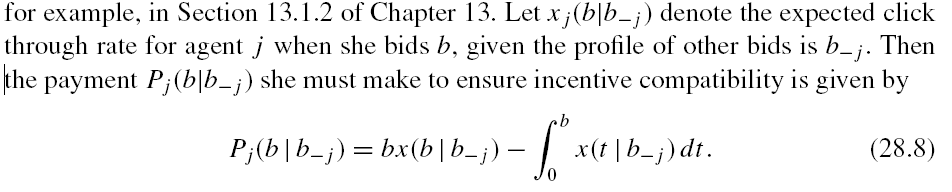 for example, in Section 13.1.2 of Chapter 13. Let x_j(b|b_{−j}) denote the expected click
through rate for agent j when she bids b, given the profile of other bids is b_{−j}. Then
the payment P_j(b|b_{−j}) she must make to ensure incentive compatibility is given by
P_j(b | b_{−j}) = bx(b | b_{−j}) − ∫_0^b x(t | b_{−j}) dt. (28.8)